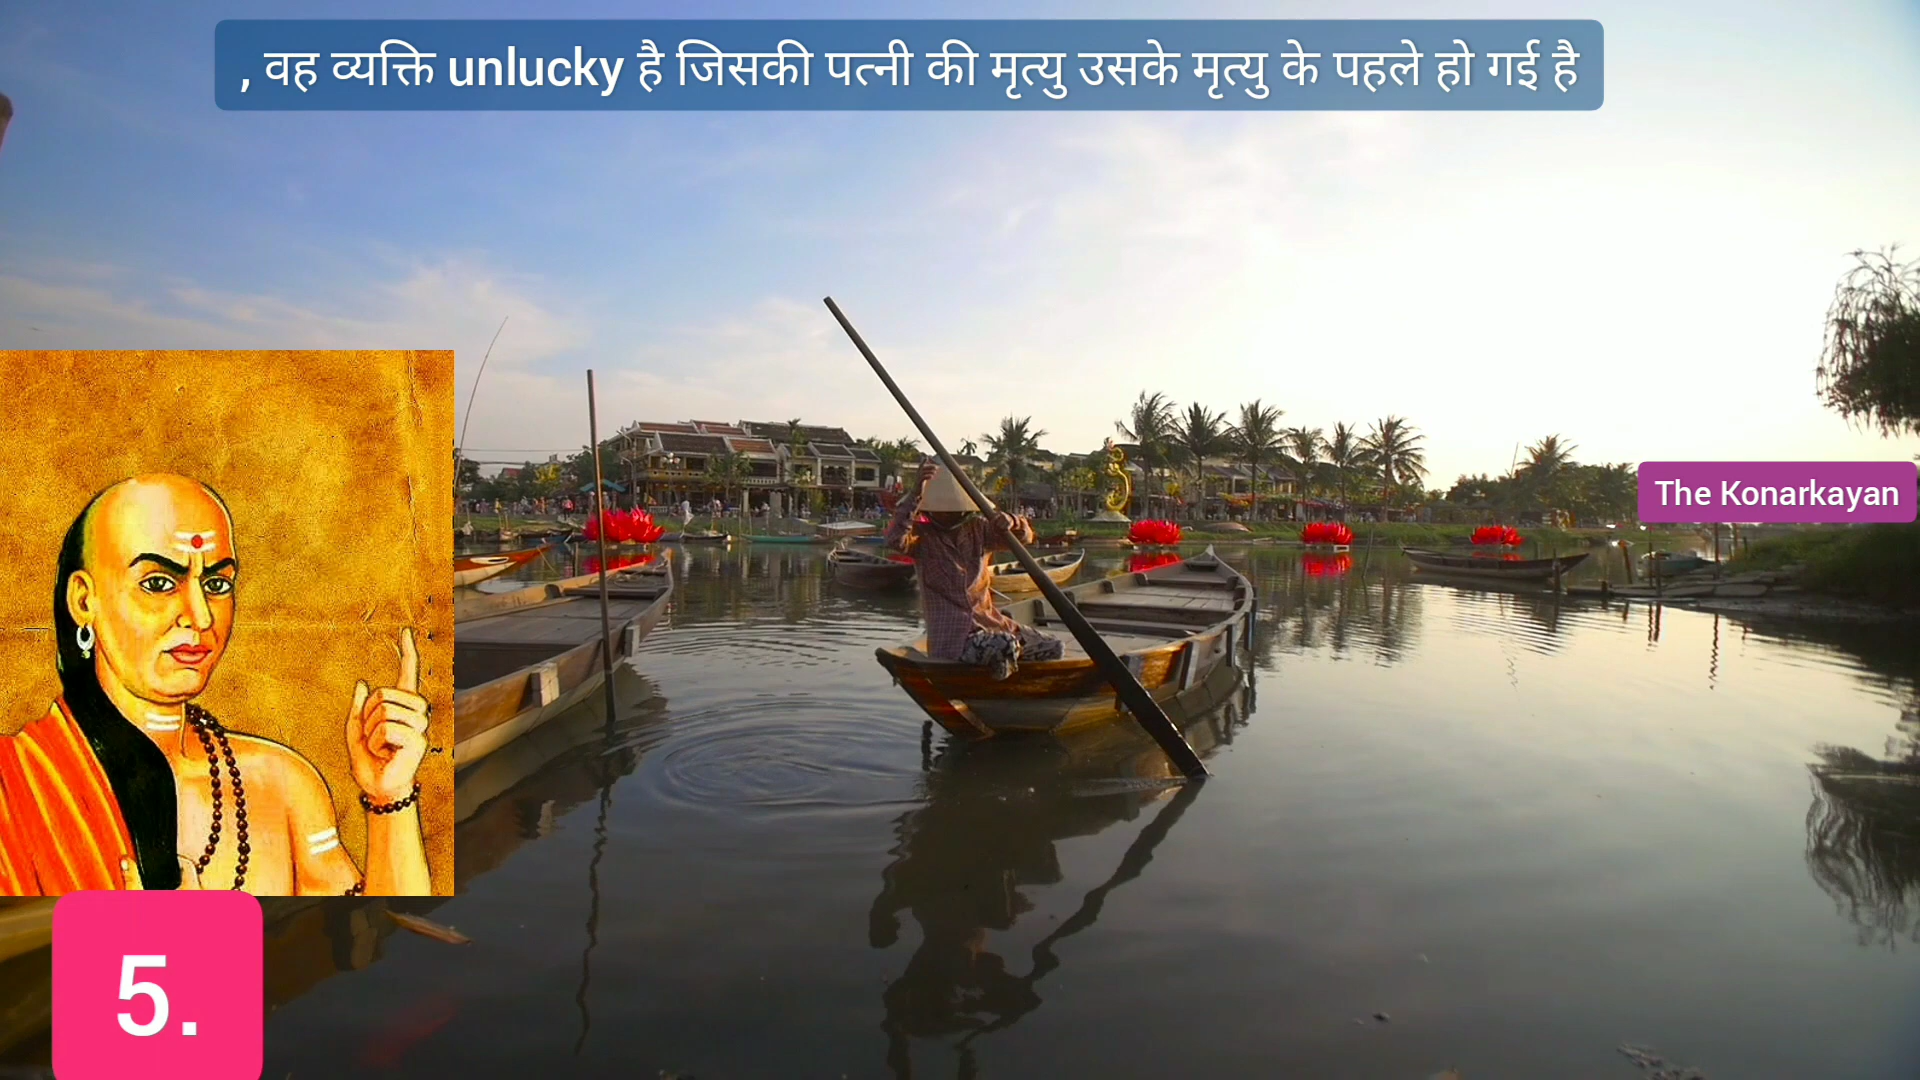 , वह व्यक्ति unlucky है जिसकी पत्नी की मृत्यु उसके मृत्यु के पहले हो गई है
The Konarkayan
5.